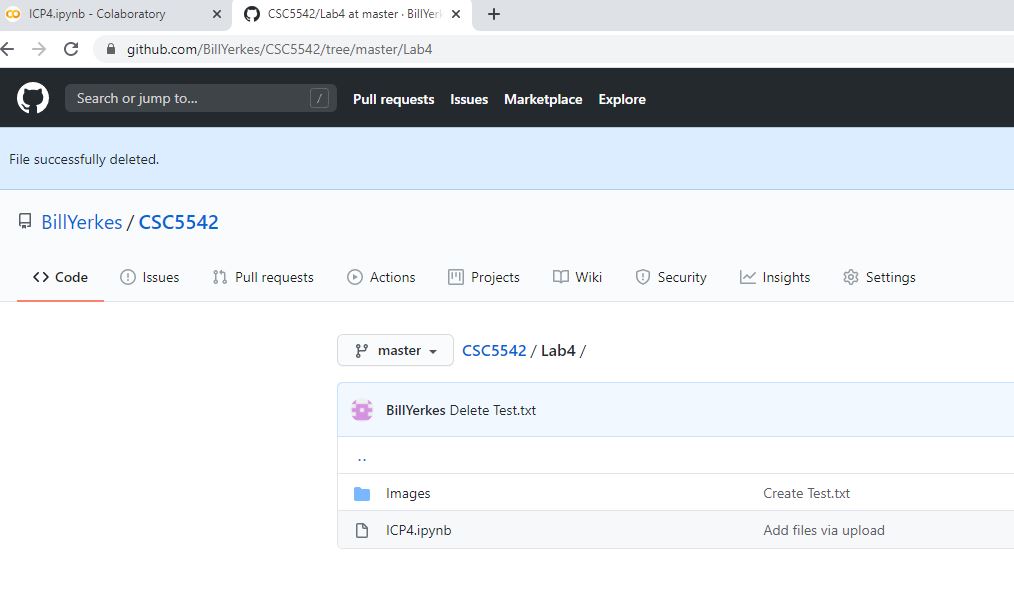 ICP4.ipynb - Colaboratory
CSC5542/Lab4 at master · BillYerk
github.com/BillYerkes/CSC5542/tree/master/Lab4
Search or jump to... / Pull requests Issues Marketplace Explore
File successfully deleted.
BillYerkes / CSC5542
Code Issues Pull requests Actions Projects Wiki Security Insights Settings
master CSC5542 / Lab4 /
BillYerkes Delete Test.txt
..
Images Create Test.txt
ICP4.ipynb Add files via upload